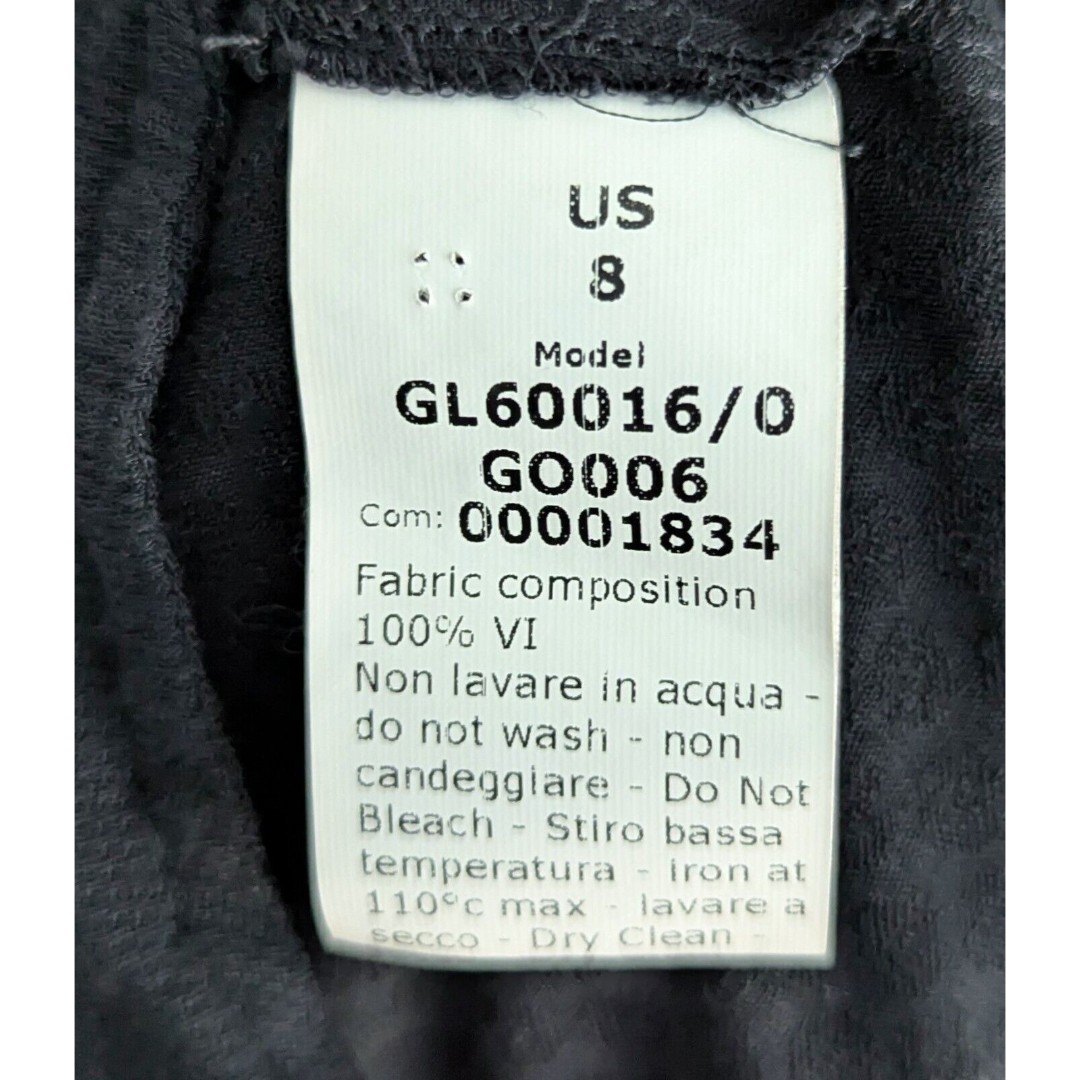 US
8
Model
GL60016/0
GO006
Com: 00001834
Fabric composition
100% VI
Non lavare in acqua -
do not wash - non
candeggiare - Do Not
Bleach - Stiro bassa
temperatura - iron at
110°c max - lavare a
secco - Dry Clean -